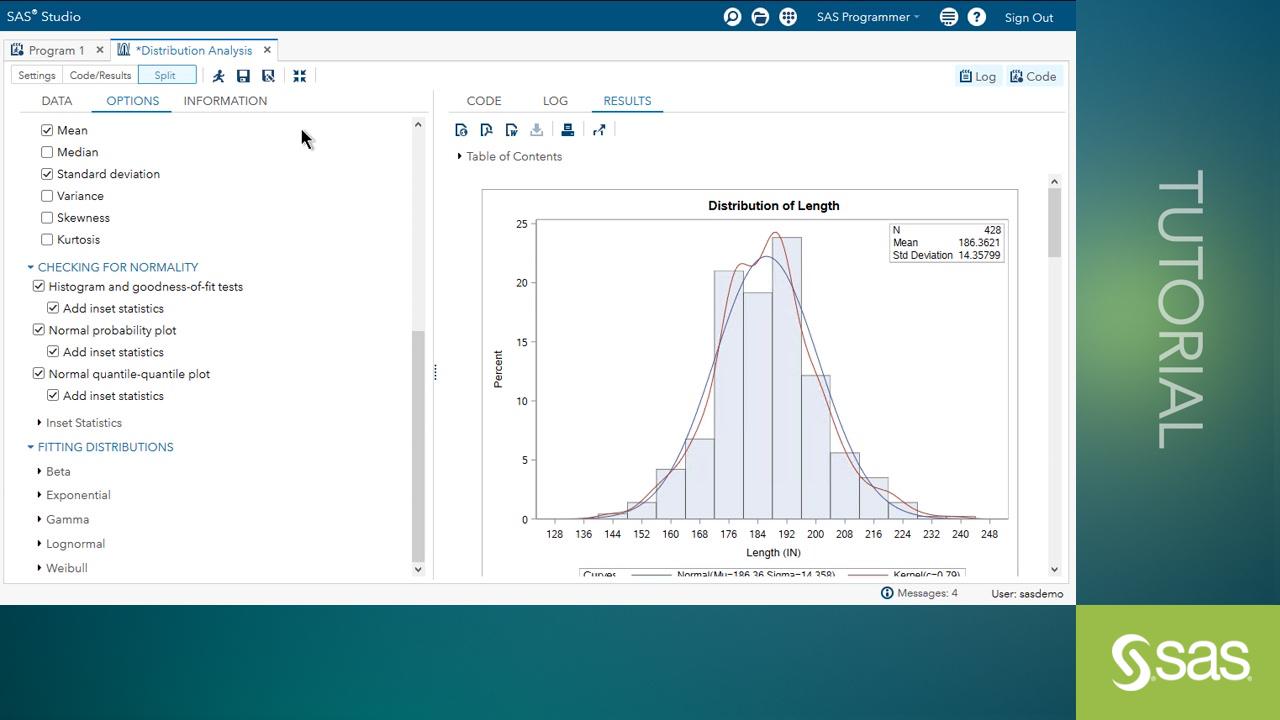 SAS® Studio
SAS Programmer
Sign Out
Program 1
*Distribution Analysis
Settings
Code/Results
Split
Log
Code
DATA
OPTIONS
INFORMATION
CODE
LOG
RESULTS
Mean
Median
Standard deviation
Variance
Skewness
Kurtosis
CHECKING FOR NORMALITY
Histogram and goodness-of-fit tests
Add inset statistics
Normal probability plot
Add inset statistics
Normal quantile-quantile plot
Add inset statistics
Inset Statistics
FITTING DISTRIBUTIONS
Beta
Exponential
Gamma
Lognormal
Weibull
Table of Contents
Distribution of Length
N 428
Mean 186.3621
Std Deviation 14.35799
Percent
25
20
15
10
5
0
128 136 144 152 160 168 176 184 192 200 208 216 224 232 240 248
Length (IN)
Curves Normal(Mu=186.36 Sigma=14.358) Kernel(c=0.79)
Messages: 4
User: sasdemo
TUTORIAL
sas